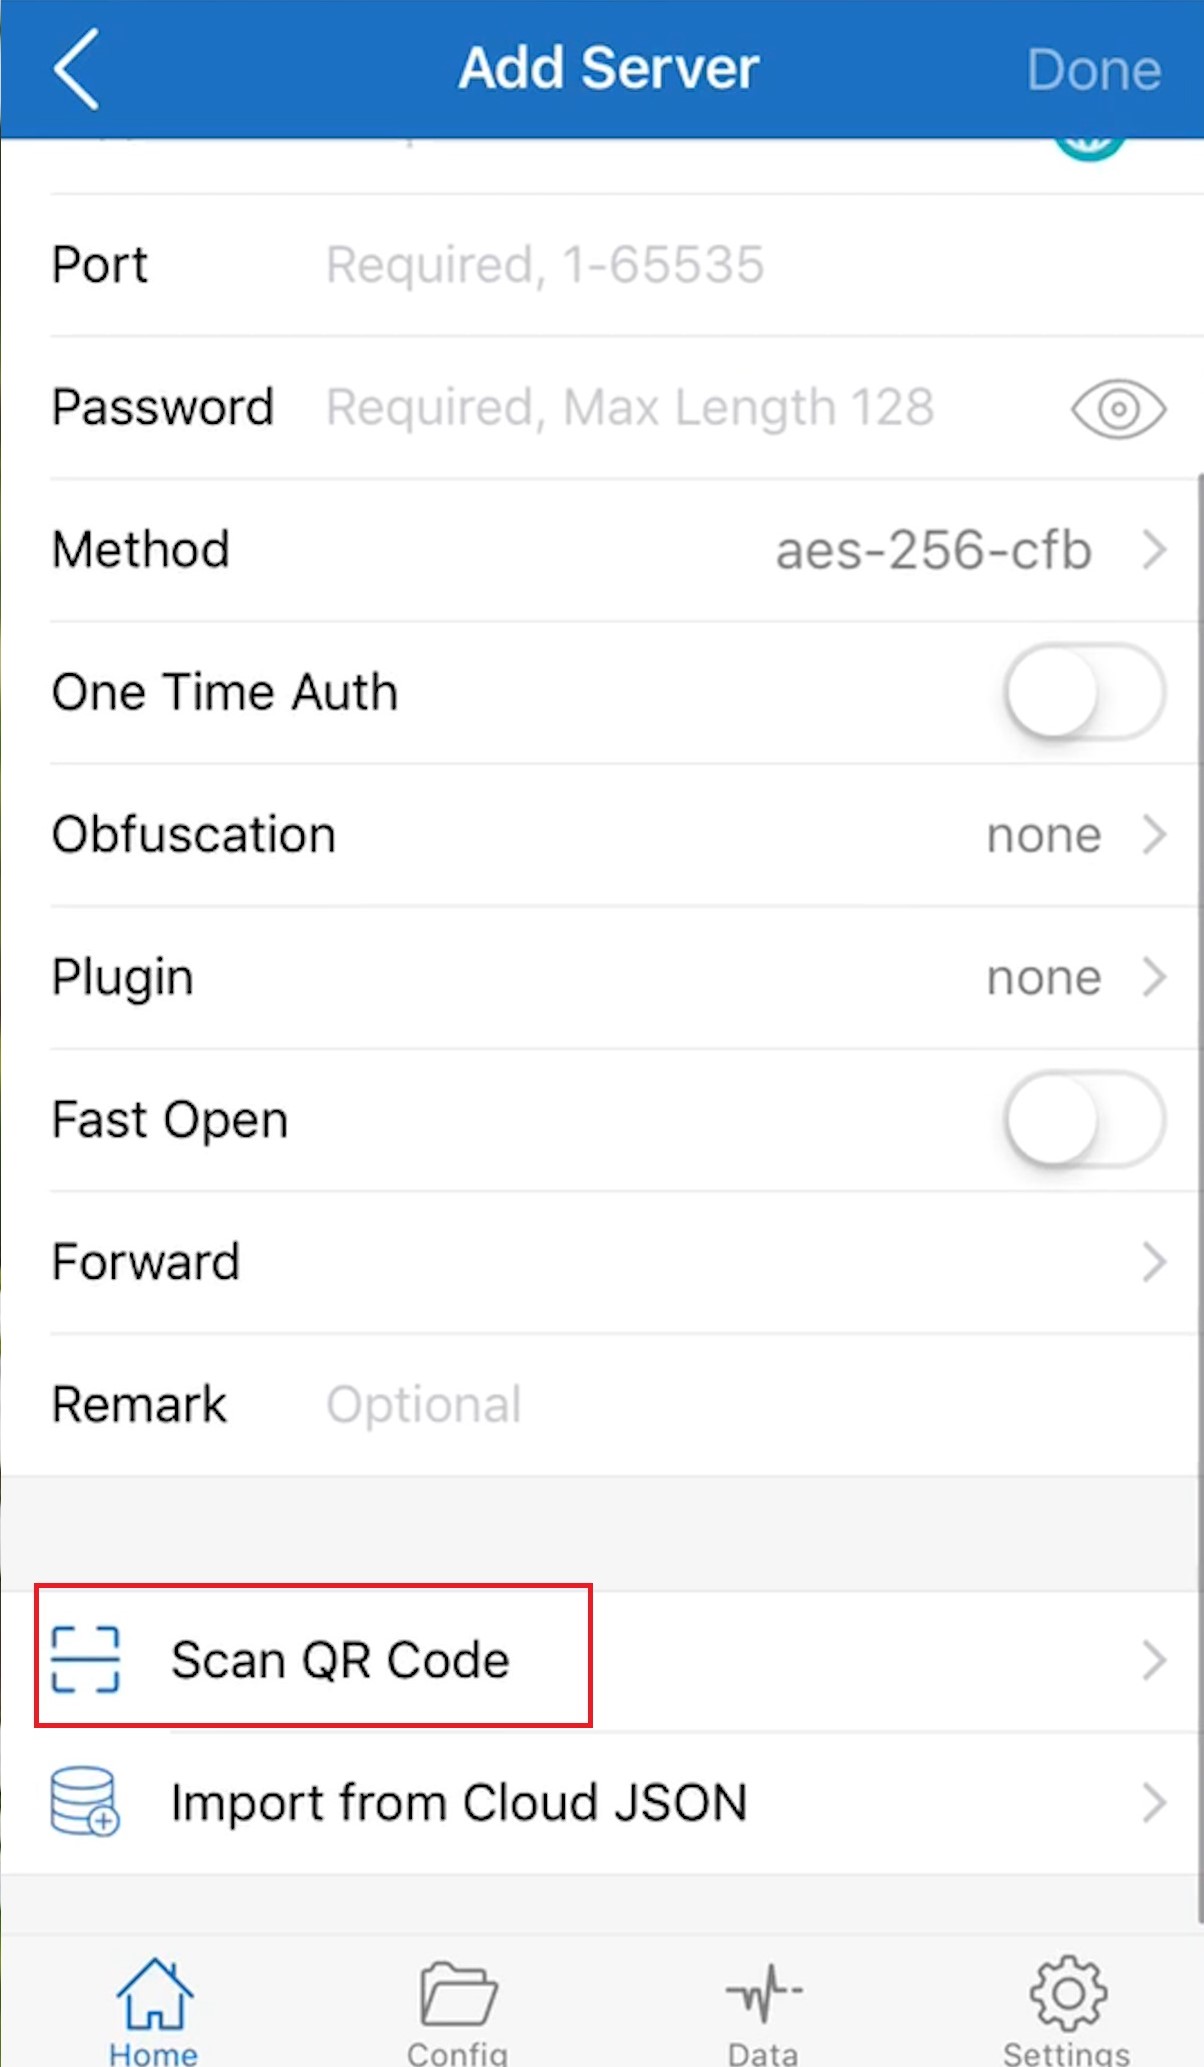 Add Server
Done
Port Required, 1-65535
Password Required, Max Length 128
Method aes-256-cfb
One Time Auth
Obfuscation none
Plugin none
Fast Open
Forward
Remark Optional
Scan QR Code
Import from Cloud JSON
Home Config Data Settings